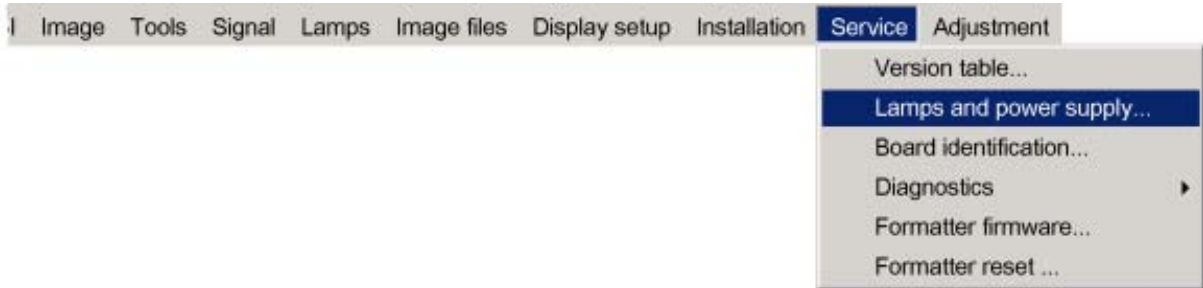 Image Tools Signal Lamps Image files Display setup Installation Service Adjustment
Version table...
Lamps and power supply...
Board identification...
Diagnostics
Formatter firmware...
Formatter reset ...